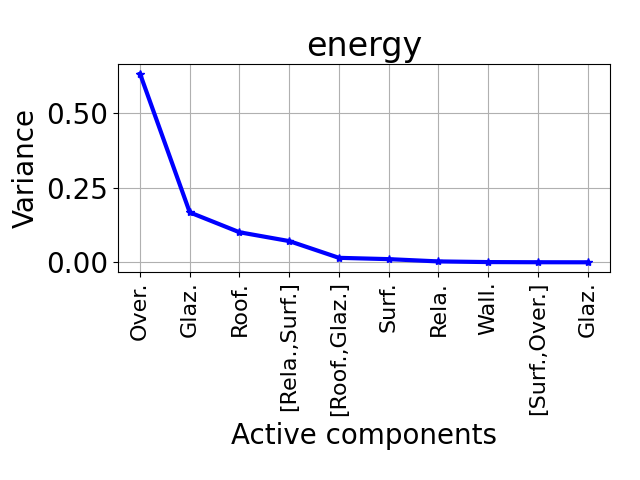 energy
Variance
0.50
0.25
0.00
Over.
Glaz.
Roof.
[Rela.,Surf.]
[Roof.,Glaz.]
Surf.
Rela.
Wall.
[Surf.,Over.]
Glaz.
Active components